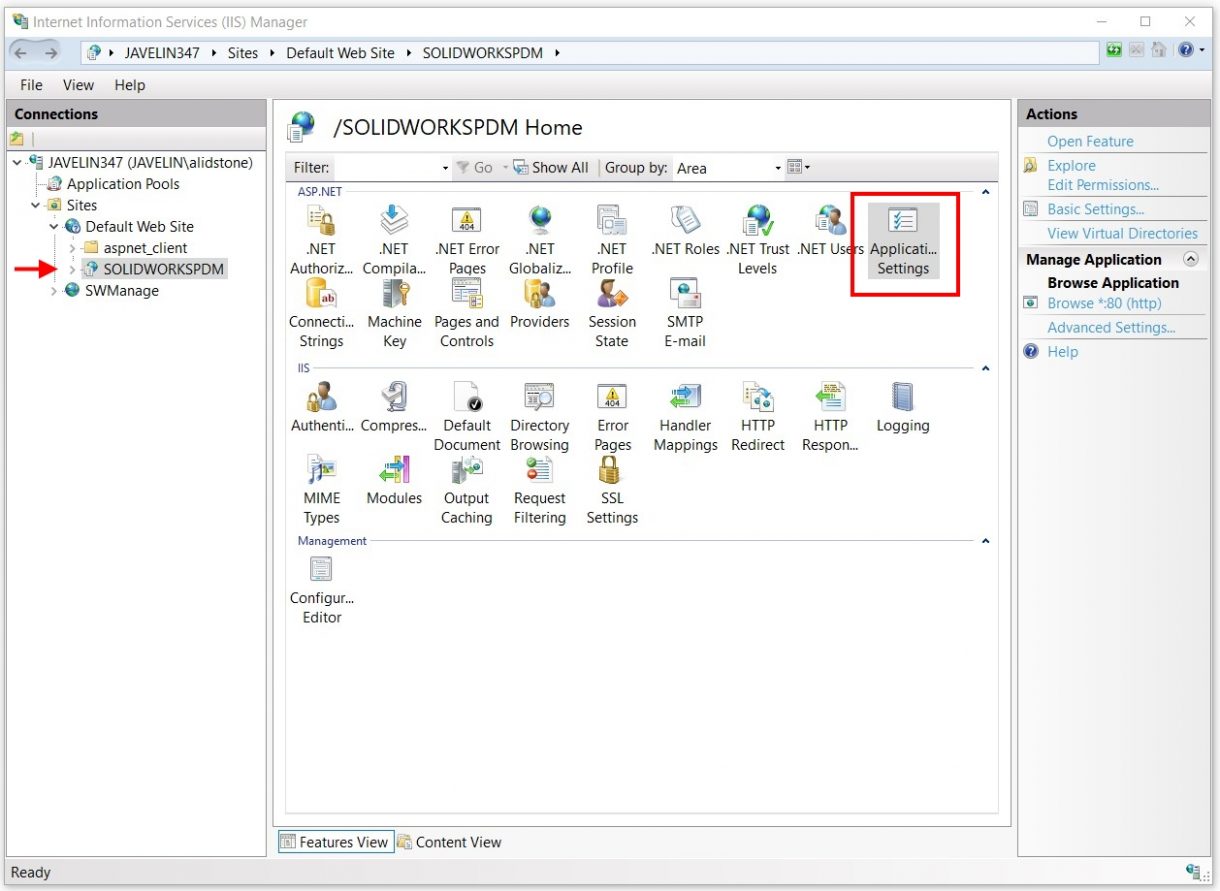 Internet Information Services (IIS) Manager
JAVELIN347 Sites Default Web Site SOLIDWORKSPDM
File View Help
Connections
JAVELIN347 (JAVELIN\alidstone)
Application Pools
Sites
Default Web Site
aspnet_client
SOLIDWORKSPDM
SWManage
/SOLIDWORKSPDM Home
Filter: Go Show All Group by: Area
ASP.NET
.NET Authoriz...
.NET Compila...
.NET Error Pages
.NET Globaliz...
.NET Profile
.NET Roles
.NET Trust Levels
.NET Users
Applicati... Settings
Connecti... Strings
Machine Key
Pages and Controls
Providers
Session State
SMTP E-mail
IIS
Authenti...
Compres...
Default Document
Directory Browsing
Error Pages
Handler Mappings
HTTP Redirect
HTTP Respon...
Logging
MIME Types
Modules
Output Caching
Request Filtering
SSL Settings
Management
Configur... Editor
Features View Content View
Actions
Open Feature
Explore
Edit Permissions...
Basic Settings...
View Virtual Directories
Manage Application
Browse Application
Browse *:80 (http)
Advanced Settings...
Help
Ready